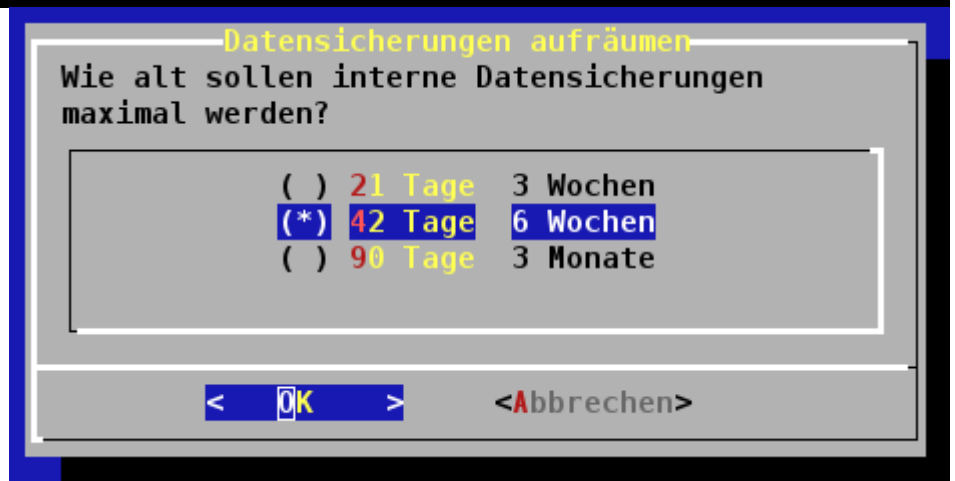 Datensicherungen aufräumen
Wie alt sollen interne Datensicherungen
maximal werden?
( ) 21 Tage 3 Wochen
(*) 42 Tage 6 Wochen
( ) 90 Tage 3 Monate
< OK > <Abbrechen>